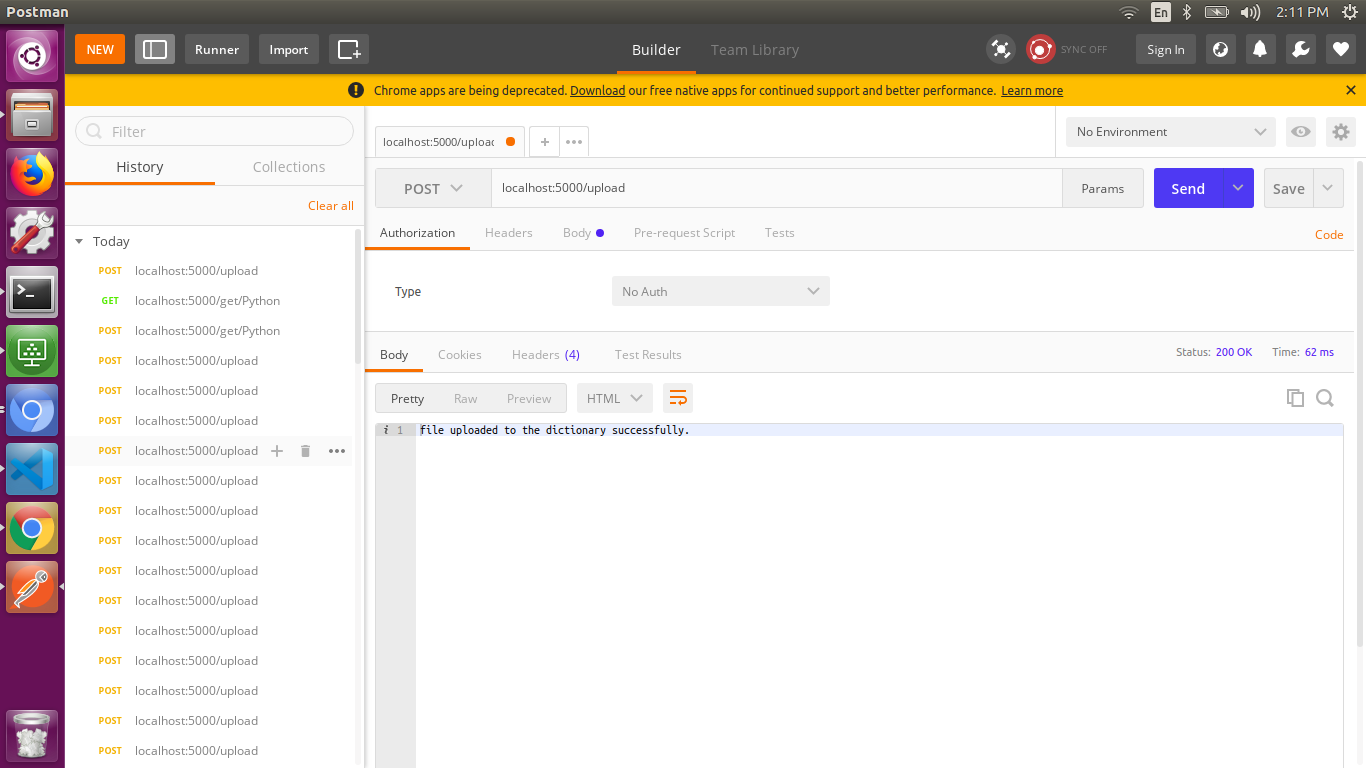 Postman
En
2:11 PM
NEW
Runner
Import
Builder
Team Library
SYNC OFF
Sign In
Chrome apps are being deprecated. Download our free native apps for continued support and better performance. Learn more
Filter
History
Collections
Clear all
Today
POST localhost:5000/upload
GET localhost:5000/get/Python
POST localhost:5000/get/Python
POST localhost:5000/upload
POST localhost:5000/upload
POST localhost:5000/upload
POST localhost:5000/upload
POST localhost:5000/upload
POST localhost:5000/upload
POST localhost:5000/upload
POST localhost:5000/upload
POST localhost:5000/upload
POST localhost:5000/upload
POST localhost:5000/upload
POST localhost:5000/upload
POST localhost:5000/upload
POST localhost:5000/upload
localhost:5000/upload
No Environment
POST
localhost:5000/upload
Params
Send
Save
Authorization
Headers
Body
Pre-request Script
Tests
Code
Type
No Auth
Body
Cookies
Headers (4)
Test Results
Status: 200 OK
Time: 62 ms
Pretty
Raw
Preview
HTML
i 1 file uploaded to the dictionary successfully.